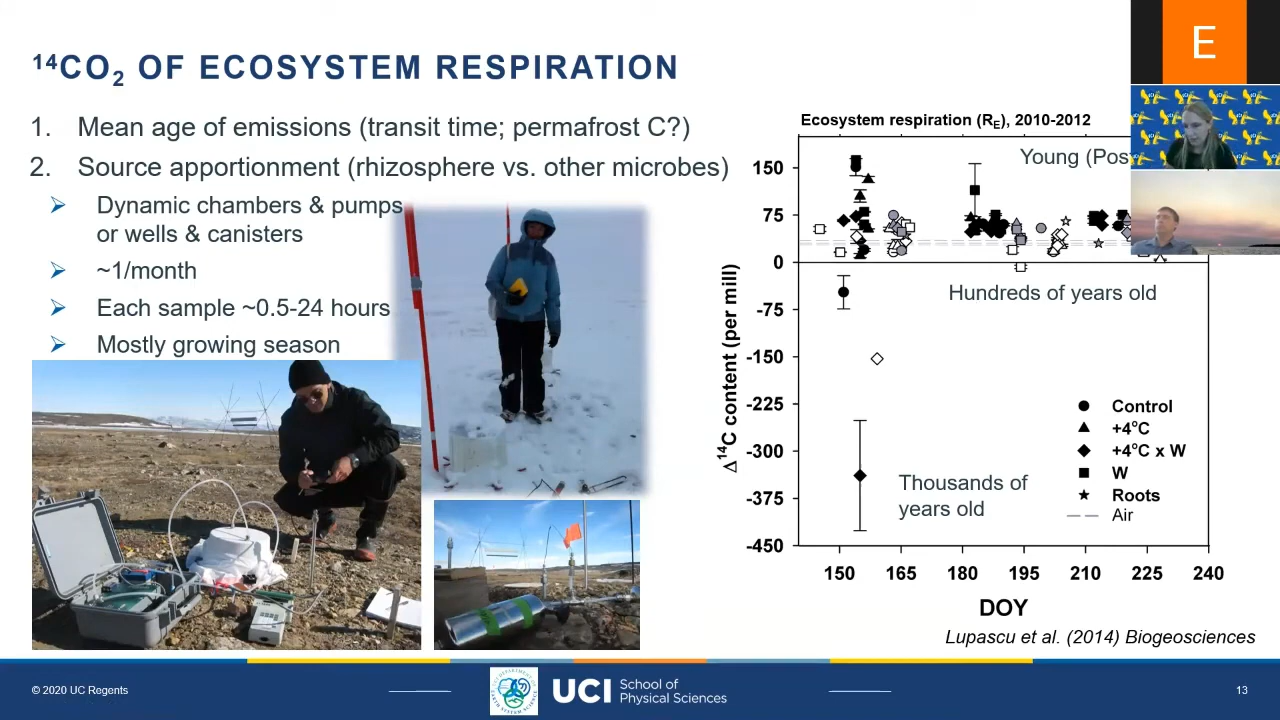 ¹⁴CO₂ OF ECOSYSTEM RESPIRATION
1. Mean age of emissions (transit time; permafrost C?)
2. Source apportionment (rhizosphere vs. other microbes)
➢ Dynamic chambers & pumps
or wells & canisters
➢ ~1/month
➢ Each sample ~0.5-24 hours
➢ Mostly growing season
E
Ecosystem respiration (R_E), 2010-2012
Young (Pos
Hundreds of years old
Thousands of
years old
Δ¹⁴C content (per mill)
150
75
0
-75
-150
-225
-300
-375
-450
Control
+4°C
+4°C x W
W
Roots
Air
150 165 180 195 210 225 240
DOY
Lupascu et al. (2014) Biogeosciences
© 2020 UC Regents
UCI School of
Physical Sciences
13